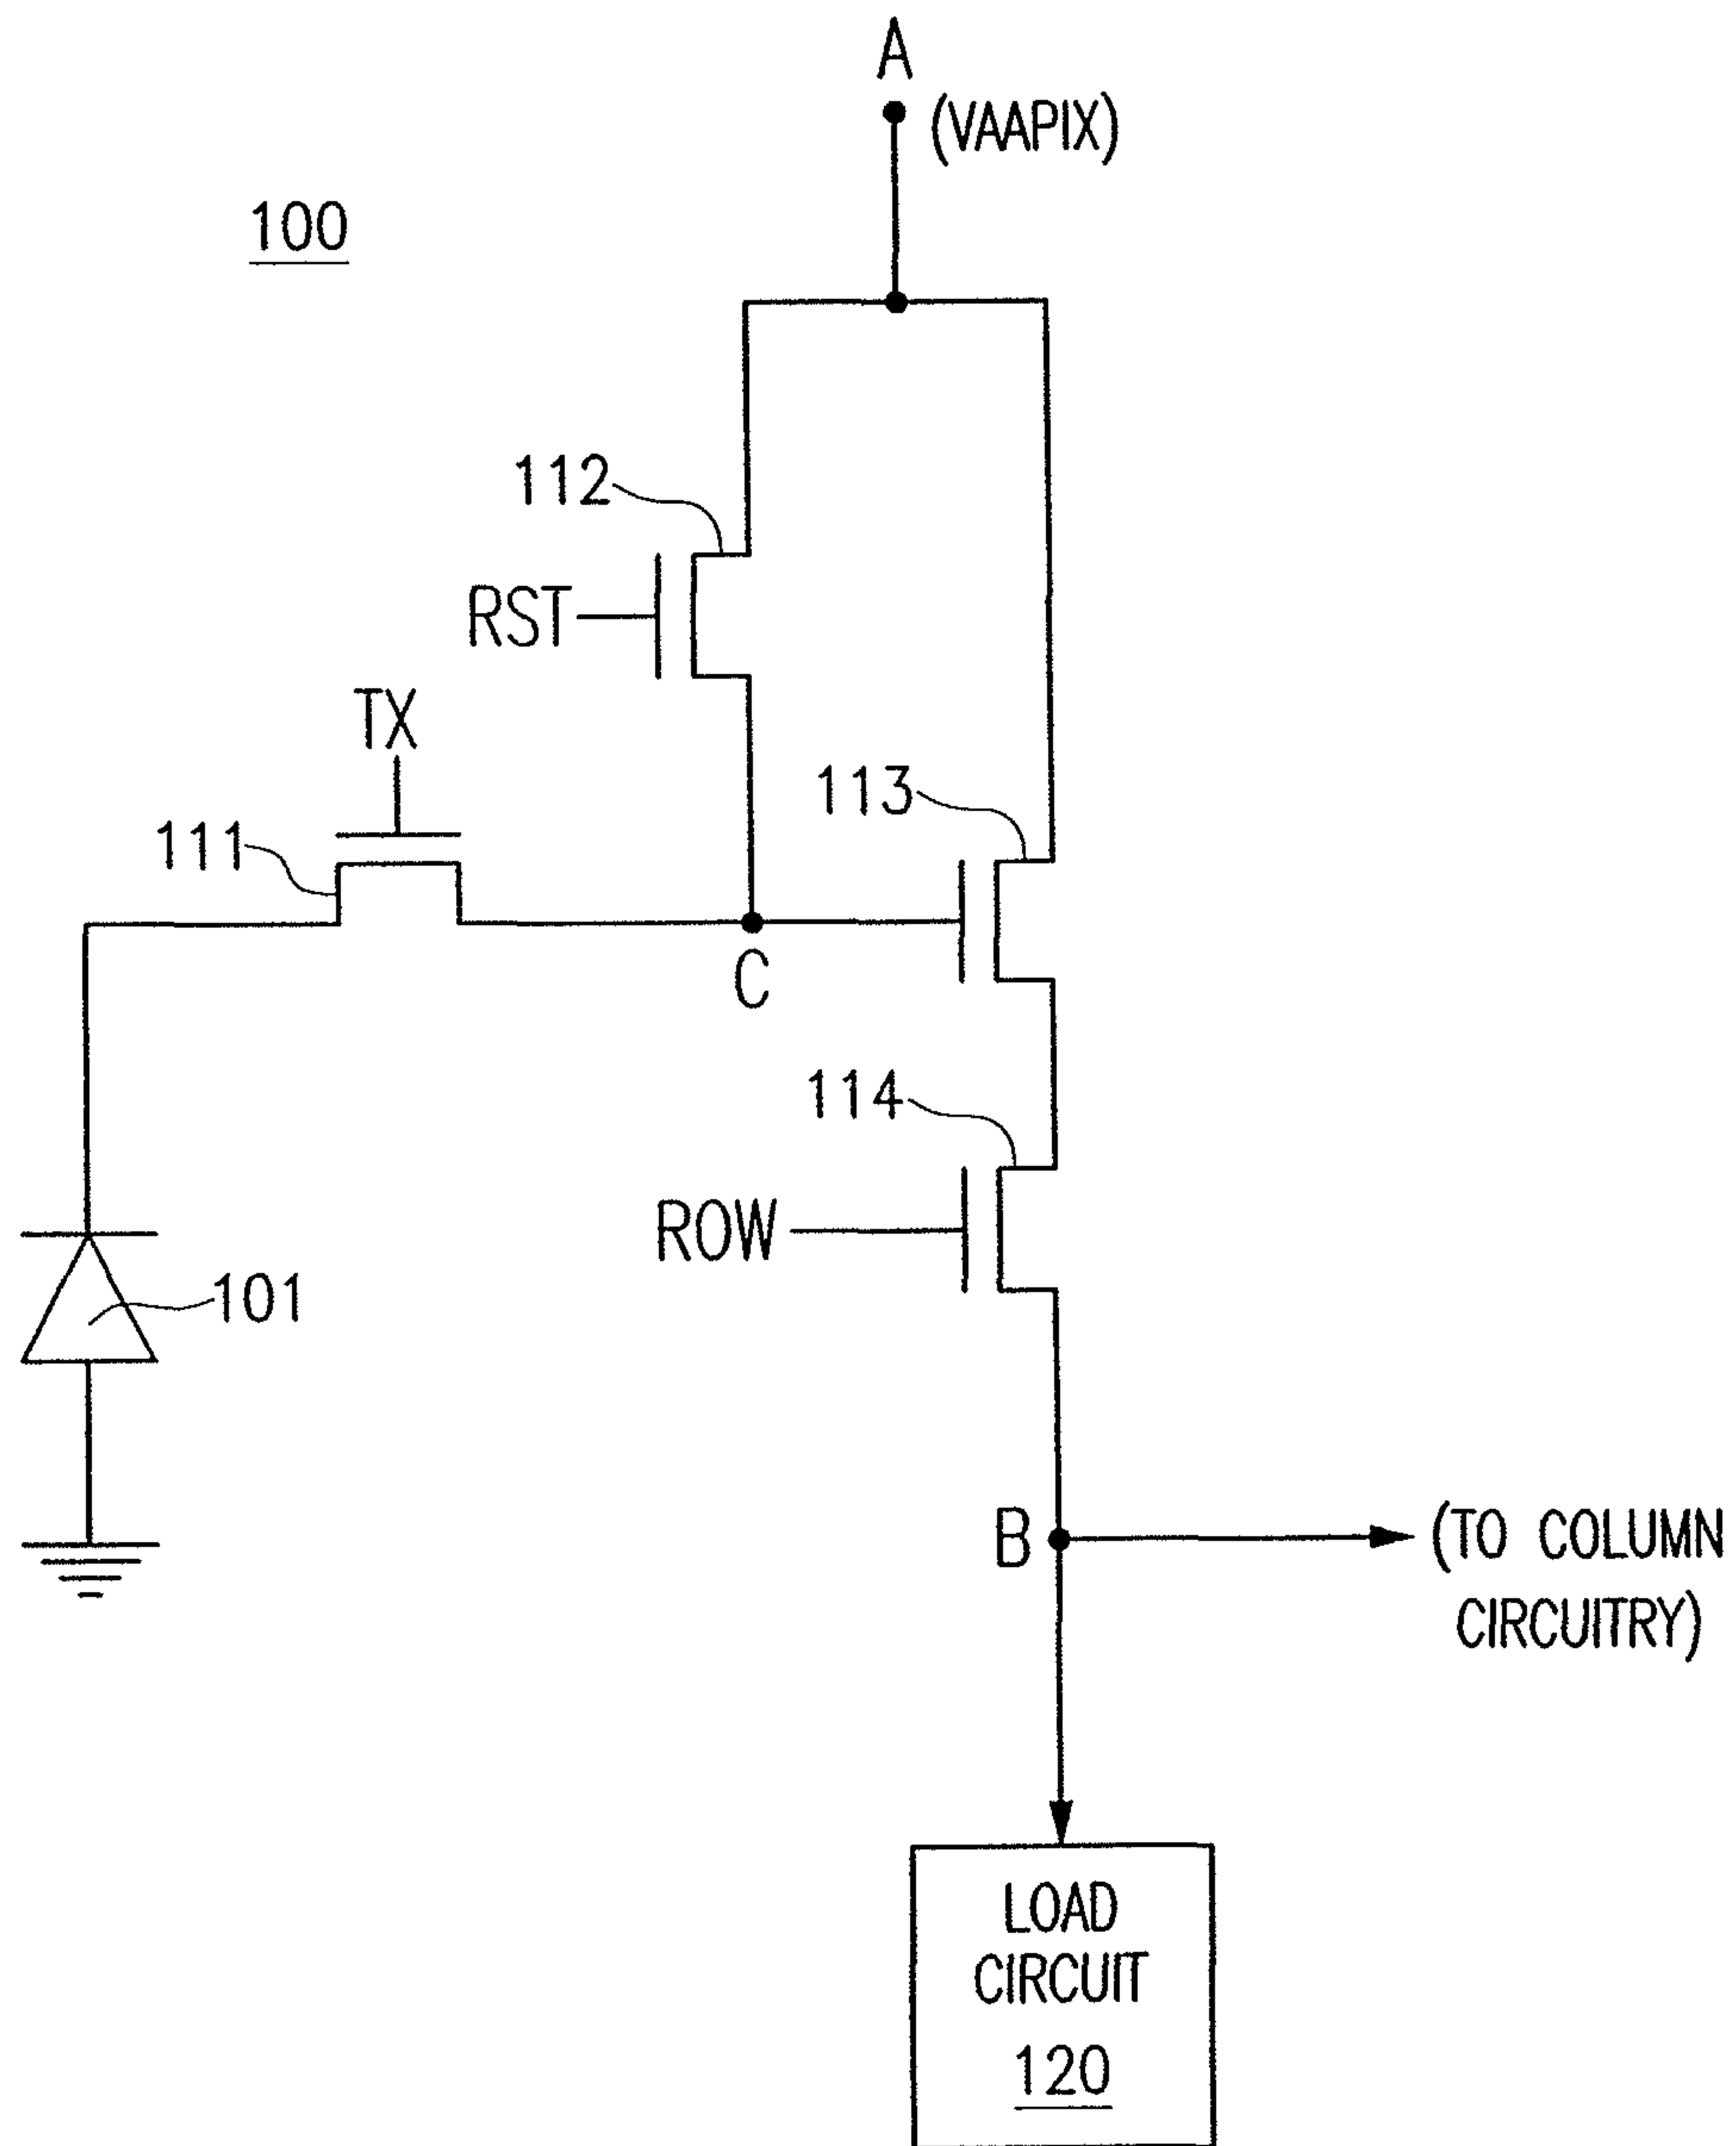 A
(VAAPIX)
100
112
RST
TX
113
111
C
114
ROW
101
B
(TO COLUMN
CIRCUITRY)
LOAD
CIRCUIT
120